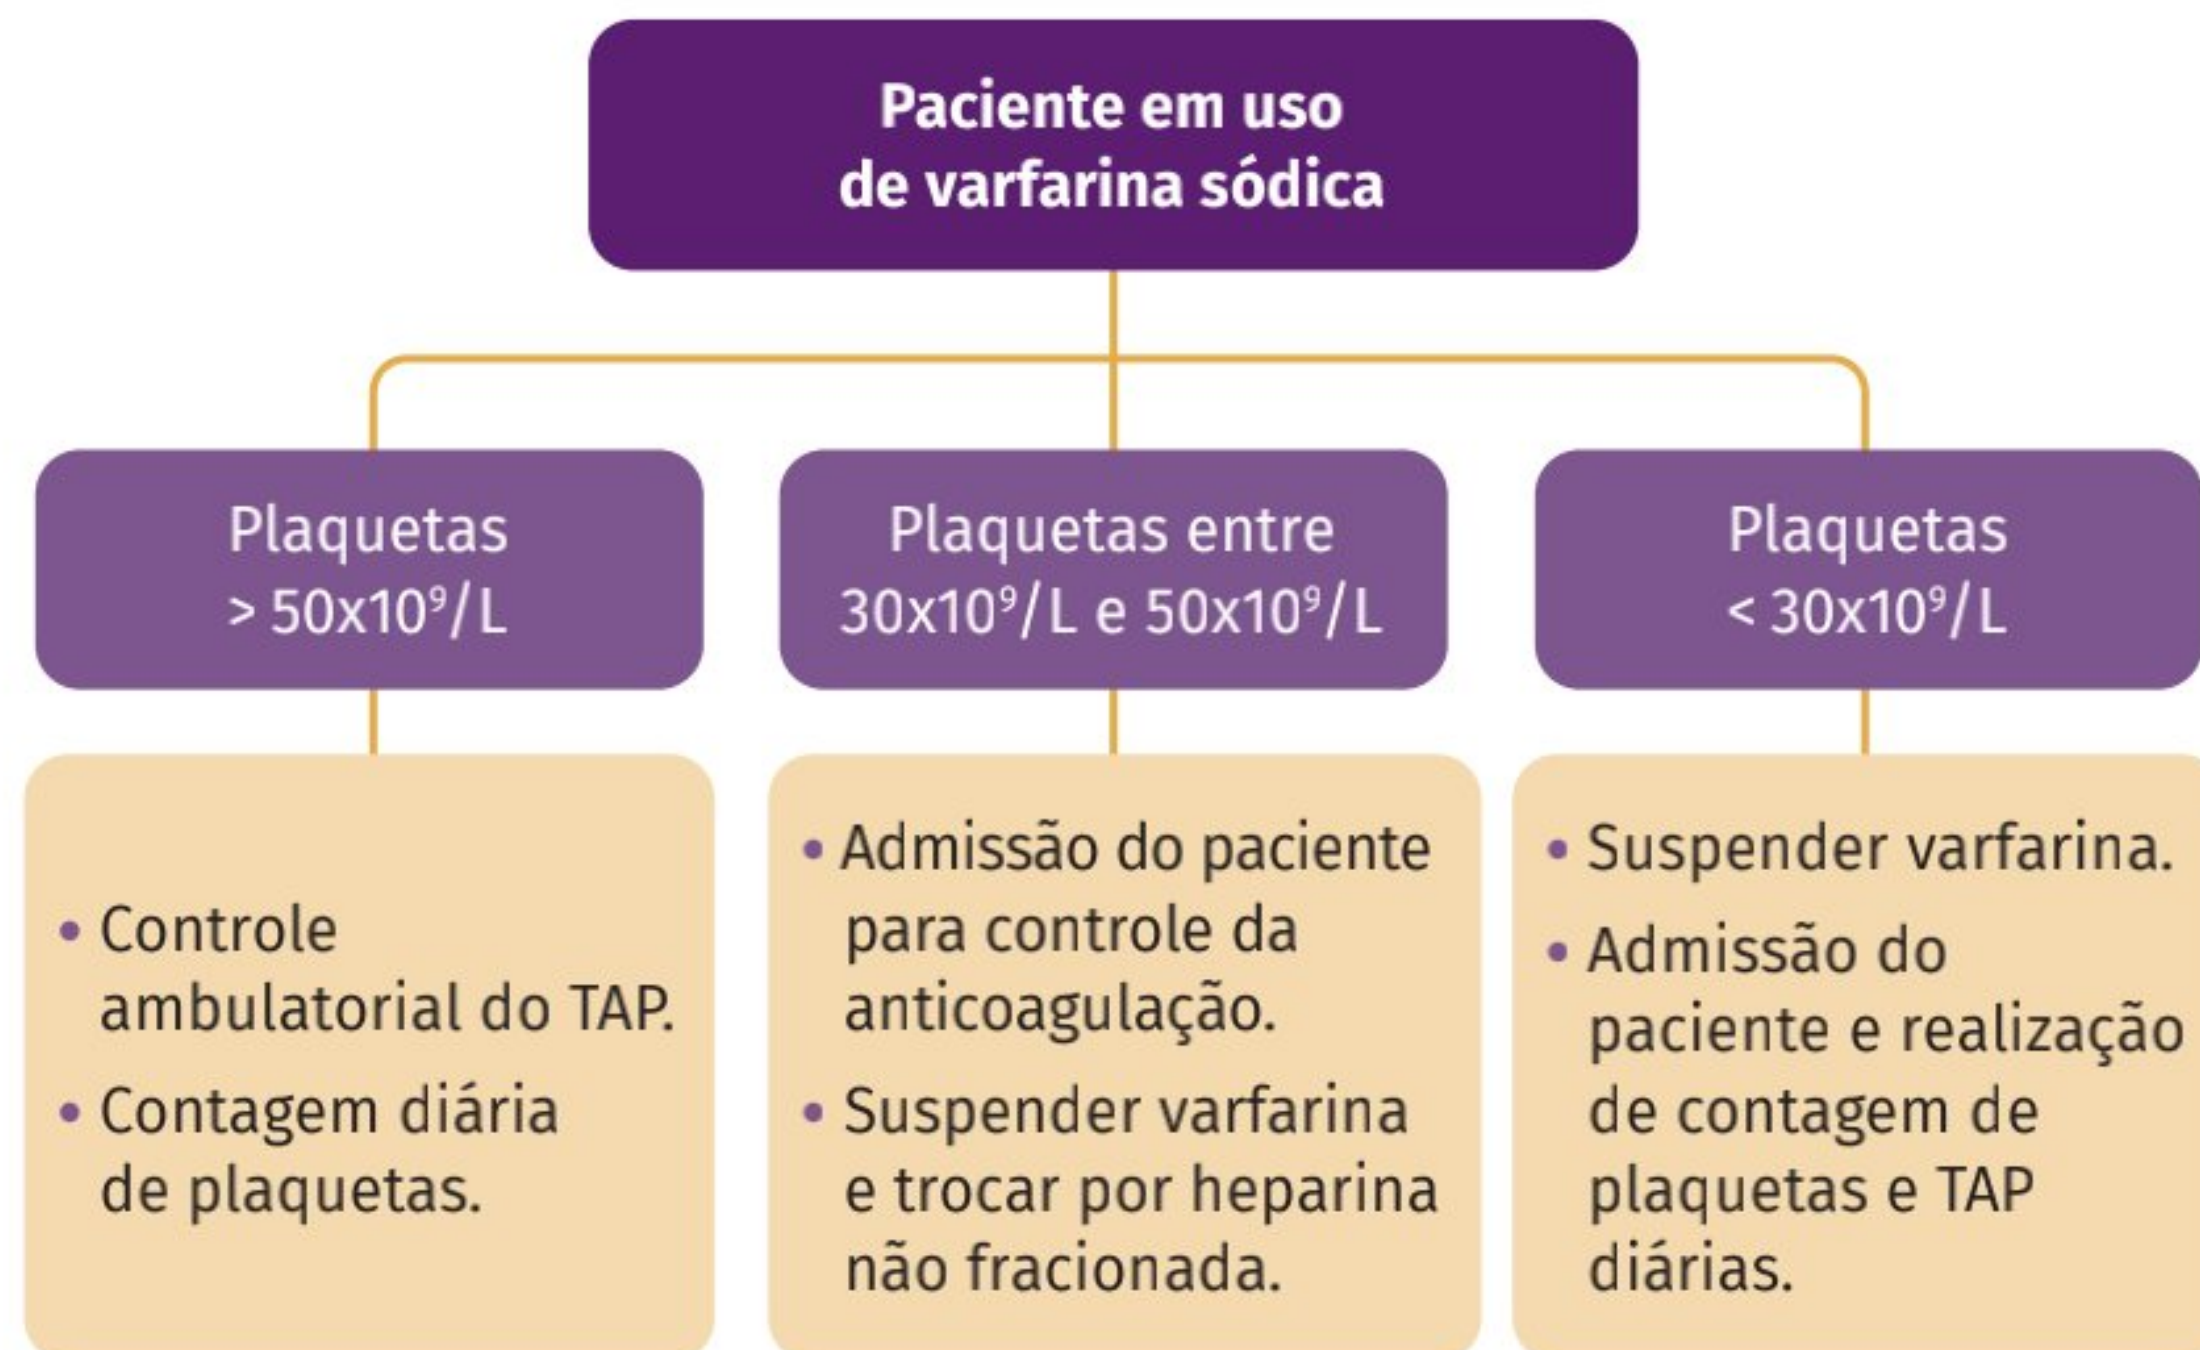 Paciente em uso
de varfarina sódica
Plaquetas
> 50x10⁹/L
Plaquetas entre
30x10⁹/L e 50x10⁹/L
Plaquetas
< 30x10⁹/L
• Controle
ambulatorial do TAP.
• Contagem diária
de plaquetas.
• Admissão do paciente
para controle da
anticoagulação.
• Suspender varfarina
e trocar por heparina
não fracionada.
• Suspender varfarina.
• Admissão do
paciente e realização
de contagem de
plaquetas e TAP
diárias.